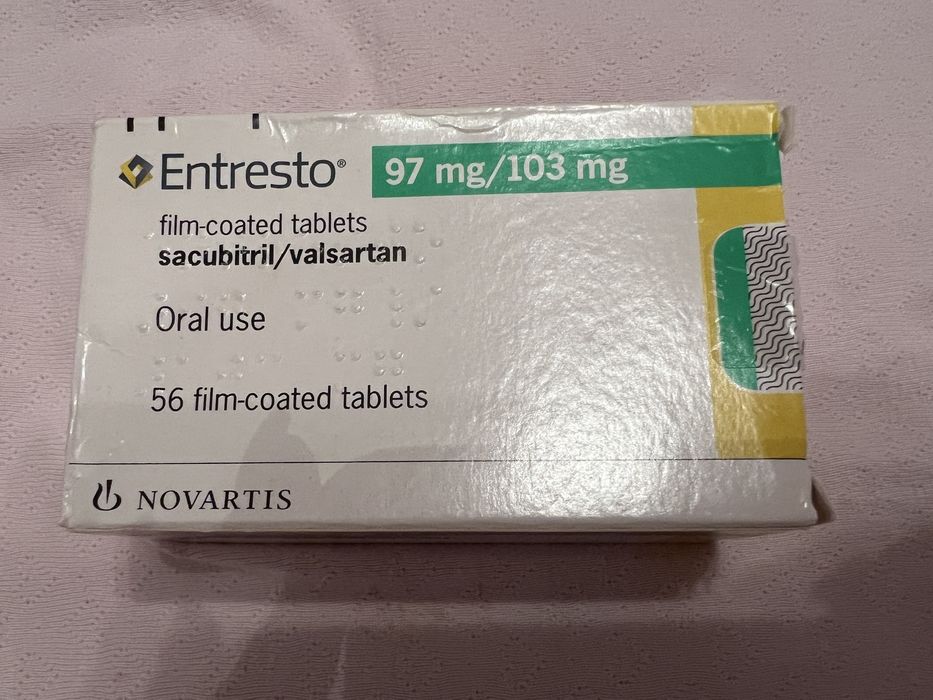 Entresto® 97 mg/103 mg
film-coated tablets
sacubitril/valsartan
Oral use
56 film-coated tablets
NOVARTIS